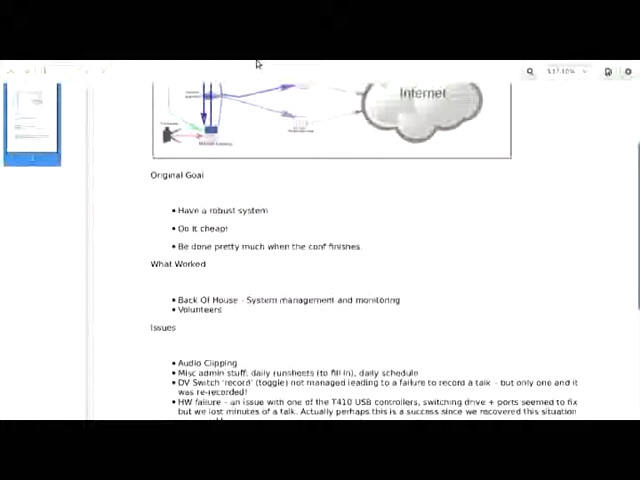 Internet
Original Goal
• Have a robust system
• Do it cheap!
• Be done pretty much when the conf finishes.
What Worked
• Back Of House - System management and monitoring
• Volunteers
Issues
• Audio Clipping
• Misc admin stuff, daily runsheets (to fill in), daily schedule
• DV Switch 'record' (toggle) not managed leading to a failure to record a talk - but only one and it
was re-recorded!
• HW failure - an issue with one of the T410 USB controllers, switching drive + ports seemed to fix
but we lost minutes of a talk. Actually perhaps this is a success since we recovered this situation